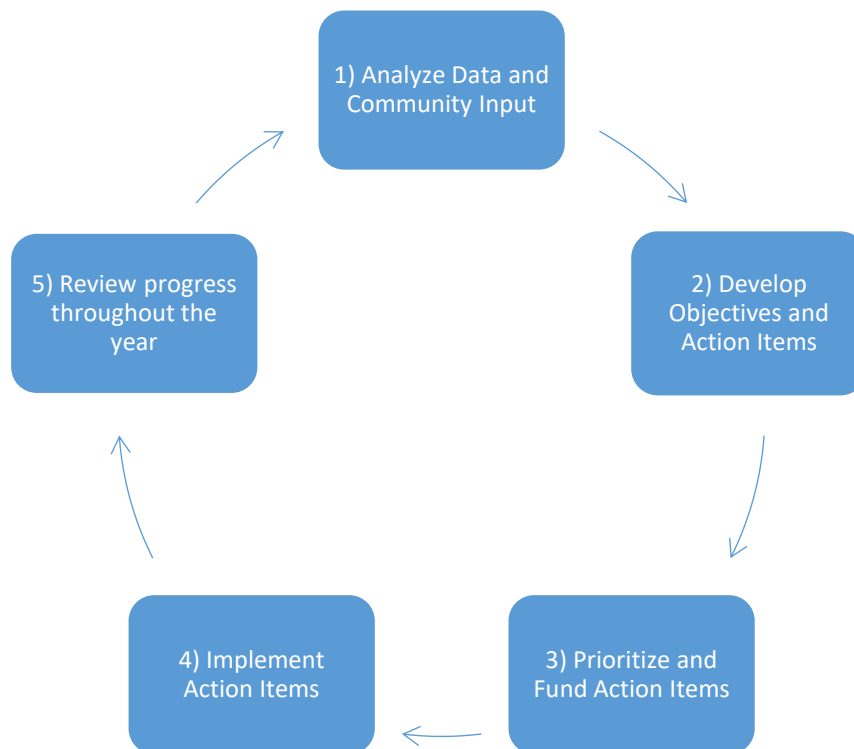 1) Analyze Data and
Community Input
2) Develop
Objectives and
Action Items
3) Prioritize and
Fund Action Items
4) Implement
Action Items
5) Review progress
throughout the
year